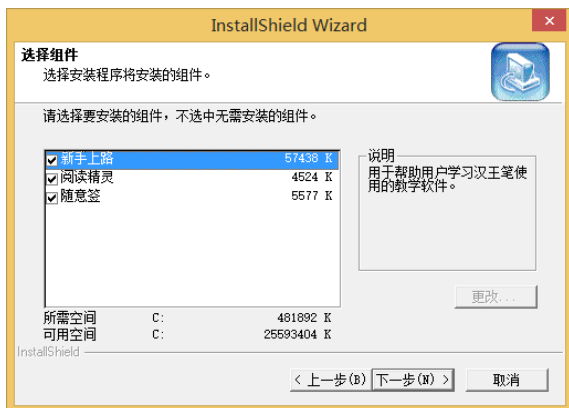 InstallShield Wizard
选择组件
选择安装程序将安装的组件。
请选择要安装的组件，不选中无需安装的组件。
新手上路 57438 K
阅读精灵 4524 K
随意签 5577 K
说明
用于帮助用户学习汉王笔使
用的教学软件。
更改...
所需空间 C: 481892 K
可用空间 C: 25593404 K
InstallShield
< 上一步(B) 下一步(N) > 取消